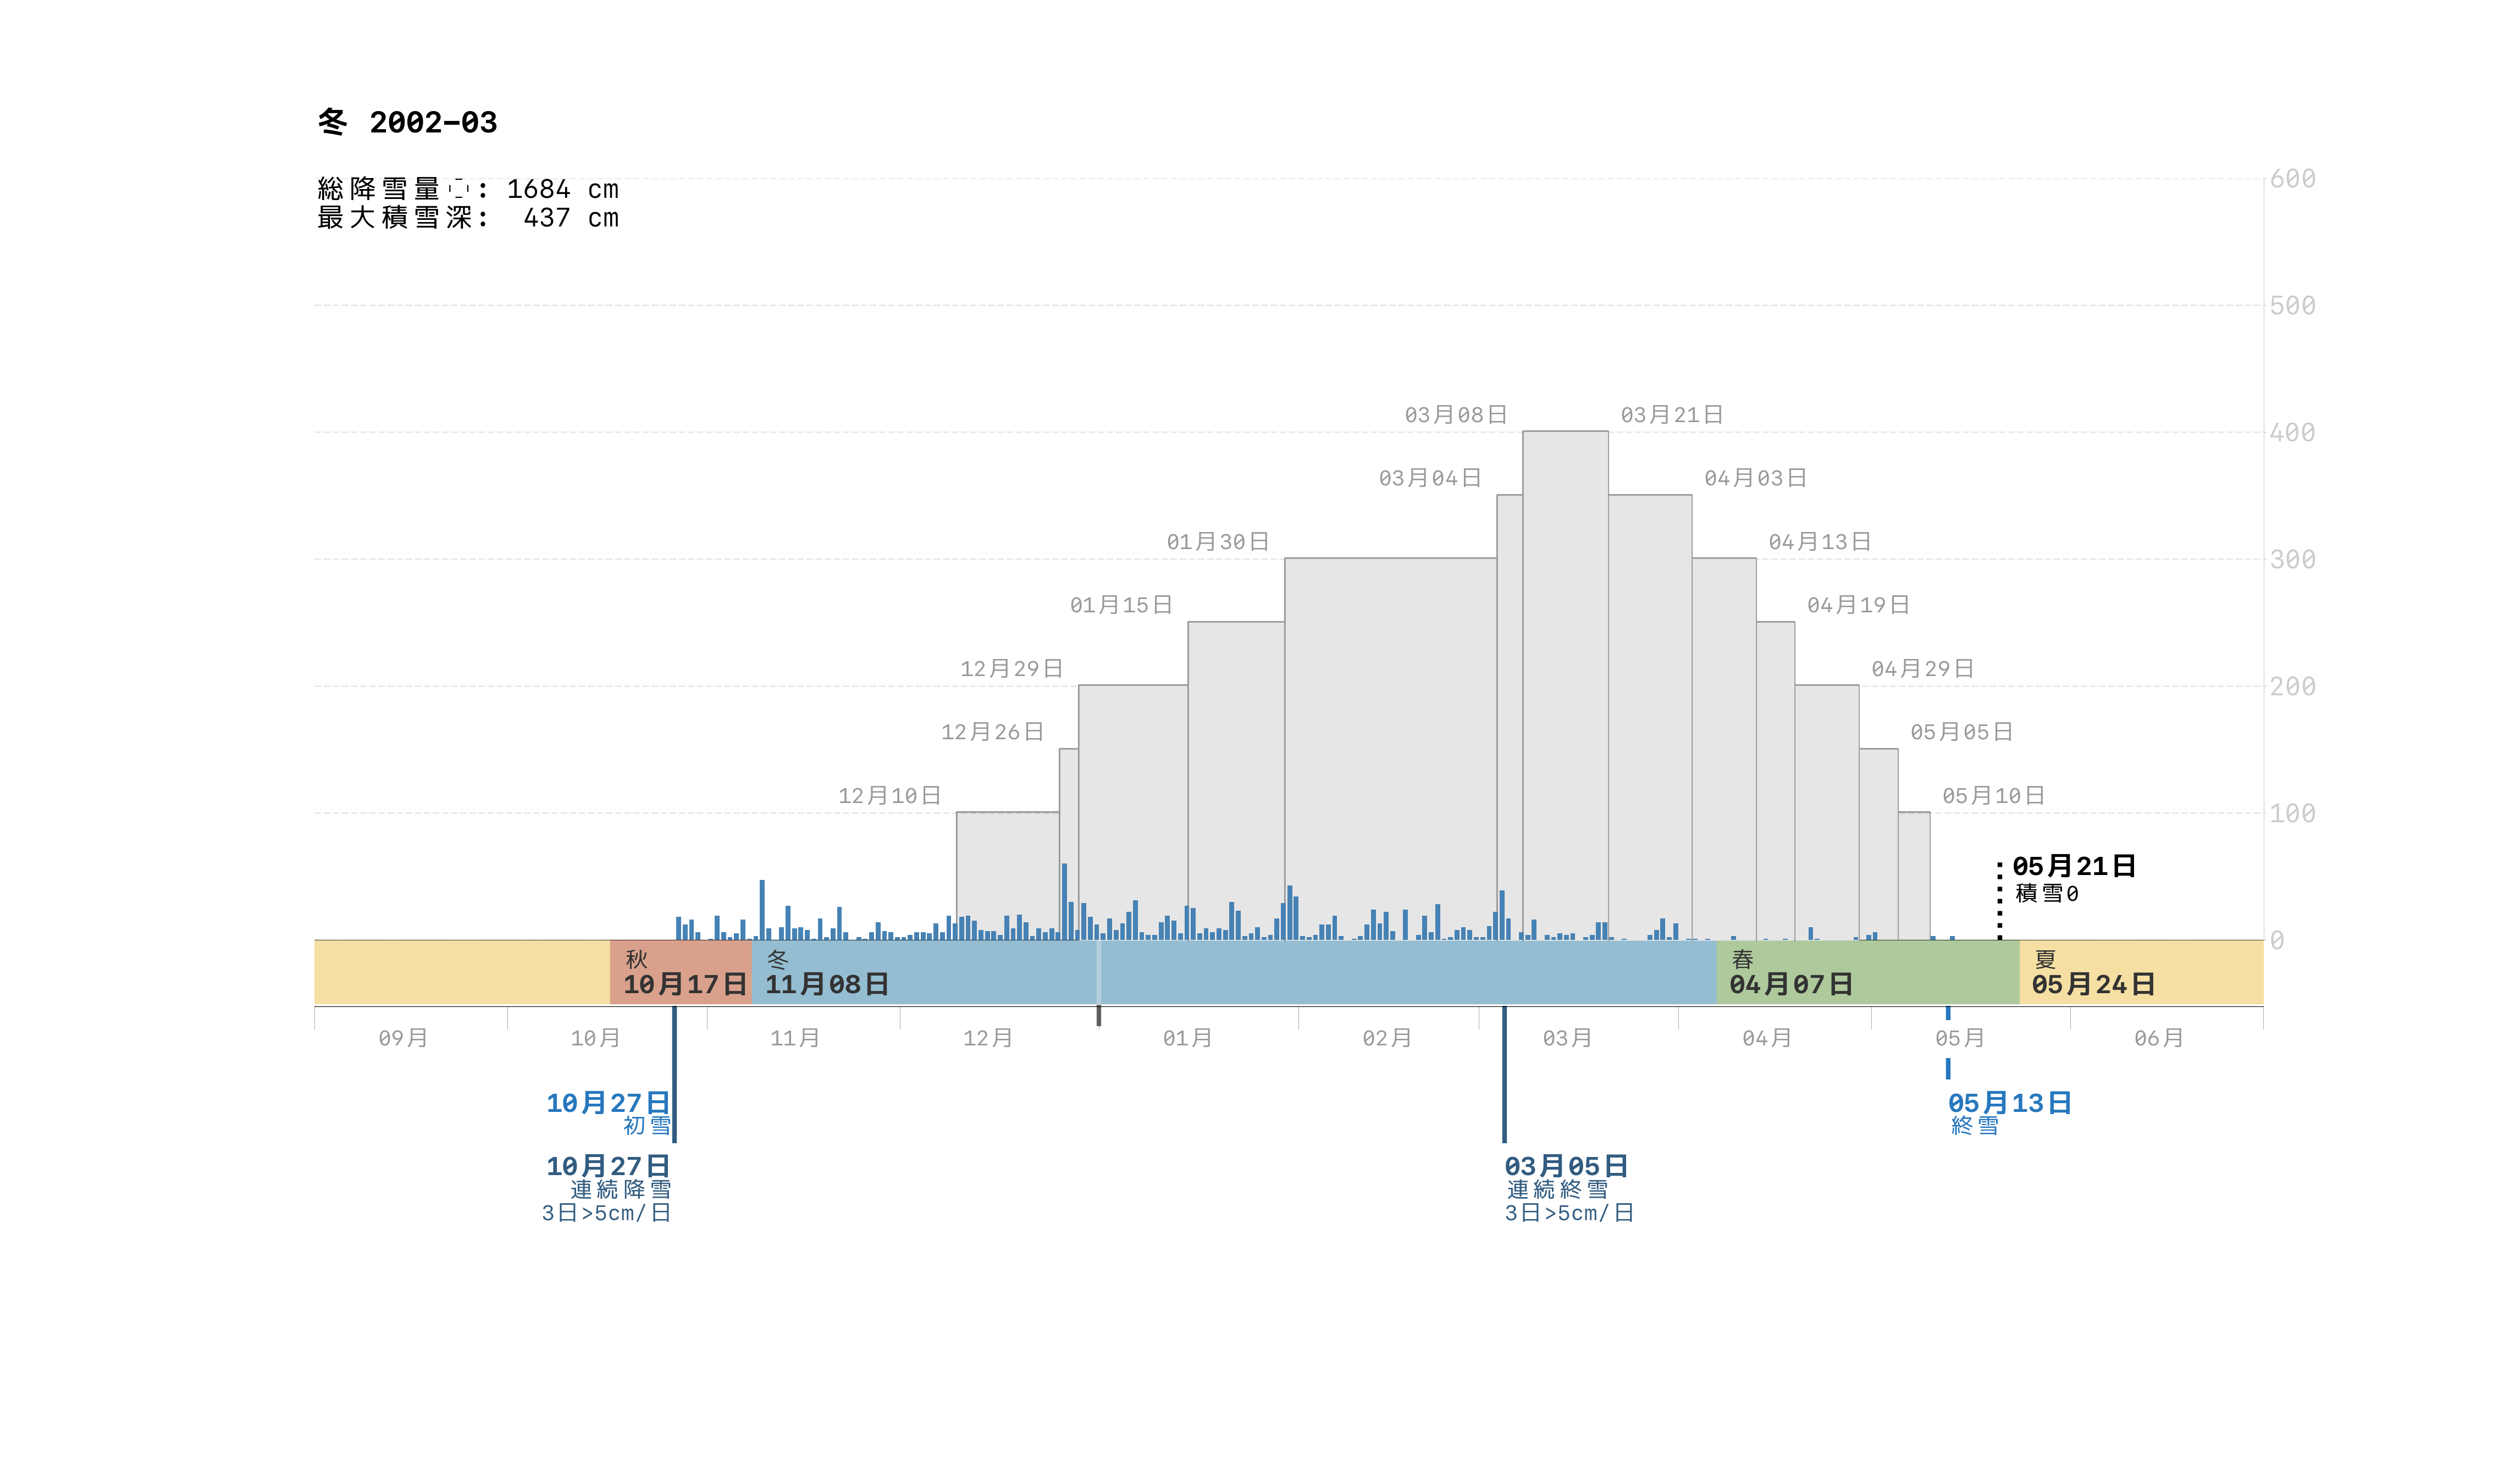 冬 2002-03
総降雪量 : 1684 cm
最大積雪深: 437 cm
600
500
400
300
200
100
0
03月08日
03月21日
03月04日
04月03日
01月30日
04月13日
01月15日
04月19日
12月29日
04月29日
12月26日
05月05日
12月10日
05月10日
05月21日
積雪0
秋
10月17日
冬
11月08日
春
04月07日
夏
05月24日
09月
10月
11月
12月
01月
02月
03月
04月
05月
06月
10月27日
初雪
05月13日
終雪
10月27日
連続降雪
3日>5cm/日
03月05日
連続終雪
3日>5cm/日